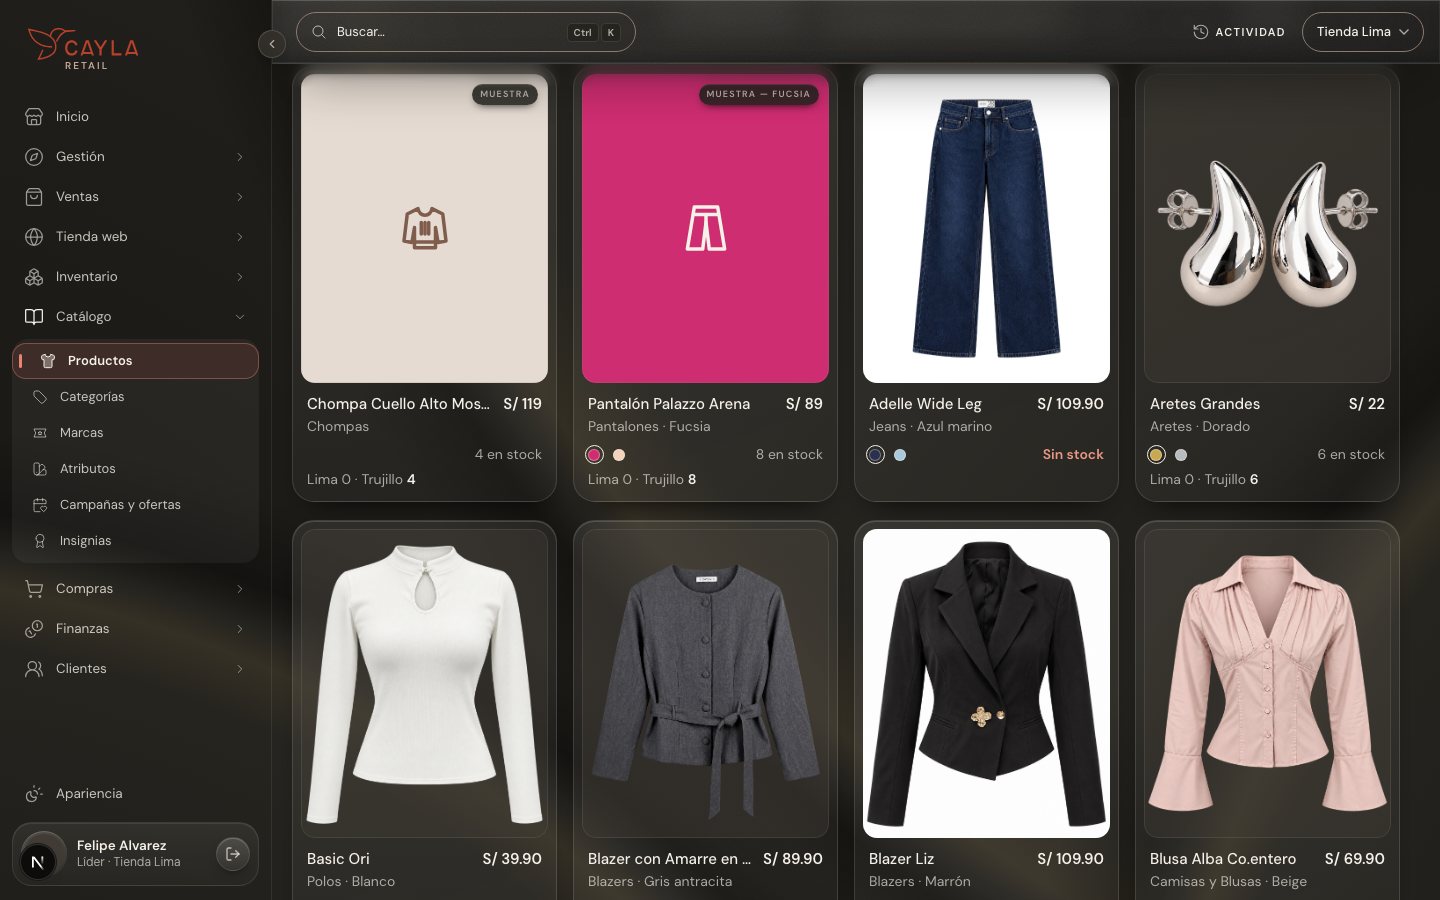 CAYLA
RETAIL
Buscar...
Ctrl K
ACTIVIDAD
Tienda Lima
Inicio
Gestión
Ventas
Tienda web
Inventario
Catálogo
Productos
Categorías
Marcas
Atributos
Campañas y ofertas
Insignias
Compras
Finanzas
Clientes
Apariencia
N
Felipe Alvarez
Líder · Tienda Lima
MUESTRA
Chompa Cuello Alto Mos... S/ 119
Chompas
4 en stock
Lima 0 · Trujillo 4
MUESTRA — FUCSIA
Pantalón Palazzo Arena S/ 89
Pantalones · Fucsia
8 en stock
Lima 0 · Trujillo 8
Adelle Wide Leg S/ 109.90
Jeans · Azul marino
Sin stock
Aretes Grandes S/ 22
Aretes · Dorado
6 en stock
Lima 0 · Trujillo 6
Basic Ori S/ 39.90
Polos · Blanco
Blazer con Amarre en ... S/ 89.90
Blazers · Gris antracita
Blazer Liz S/ 109.90
Blazers · Marrón
Blusa Alba Co.entero S/ 69.90
Camisas y Blusas · Beige